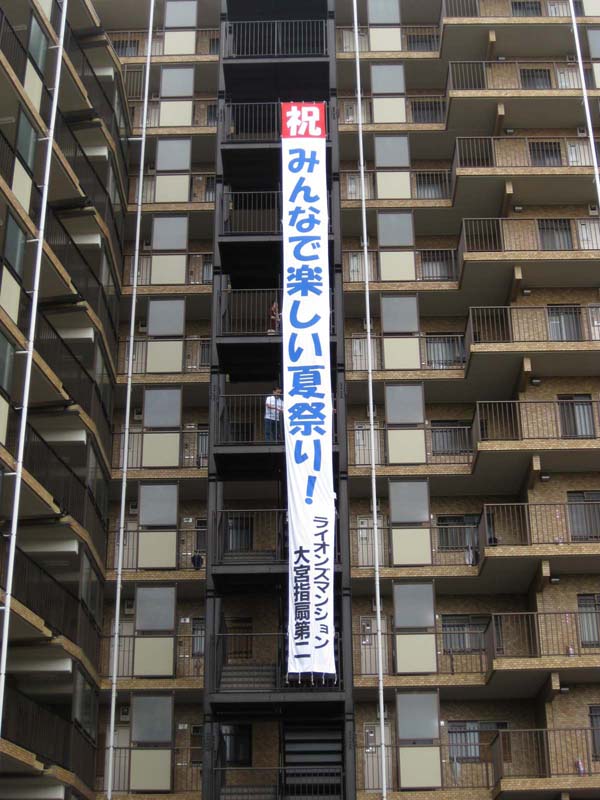 祝
みんなで楽しい夏祭り！
ライオンズマンション
大宮指扇第二